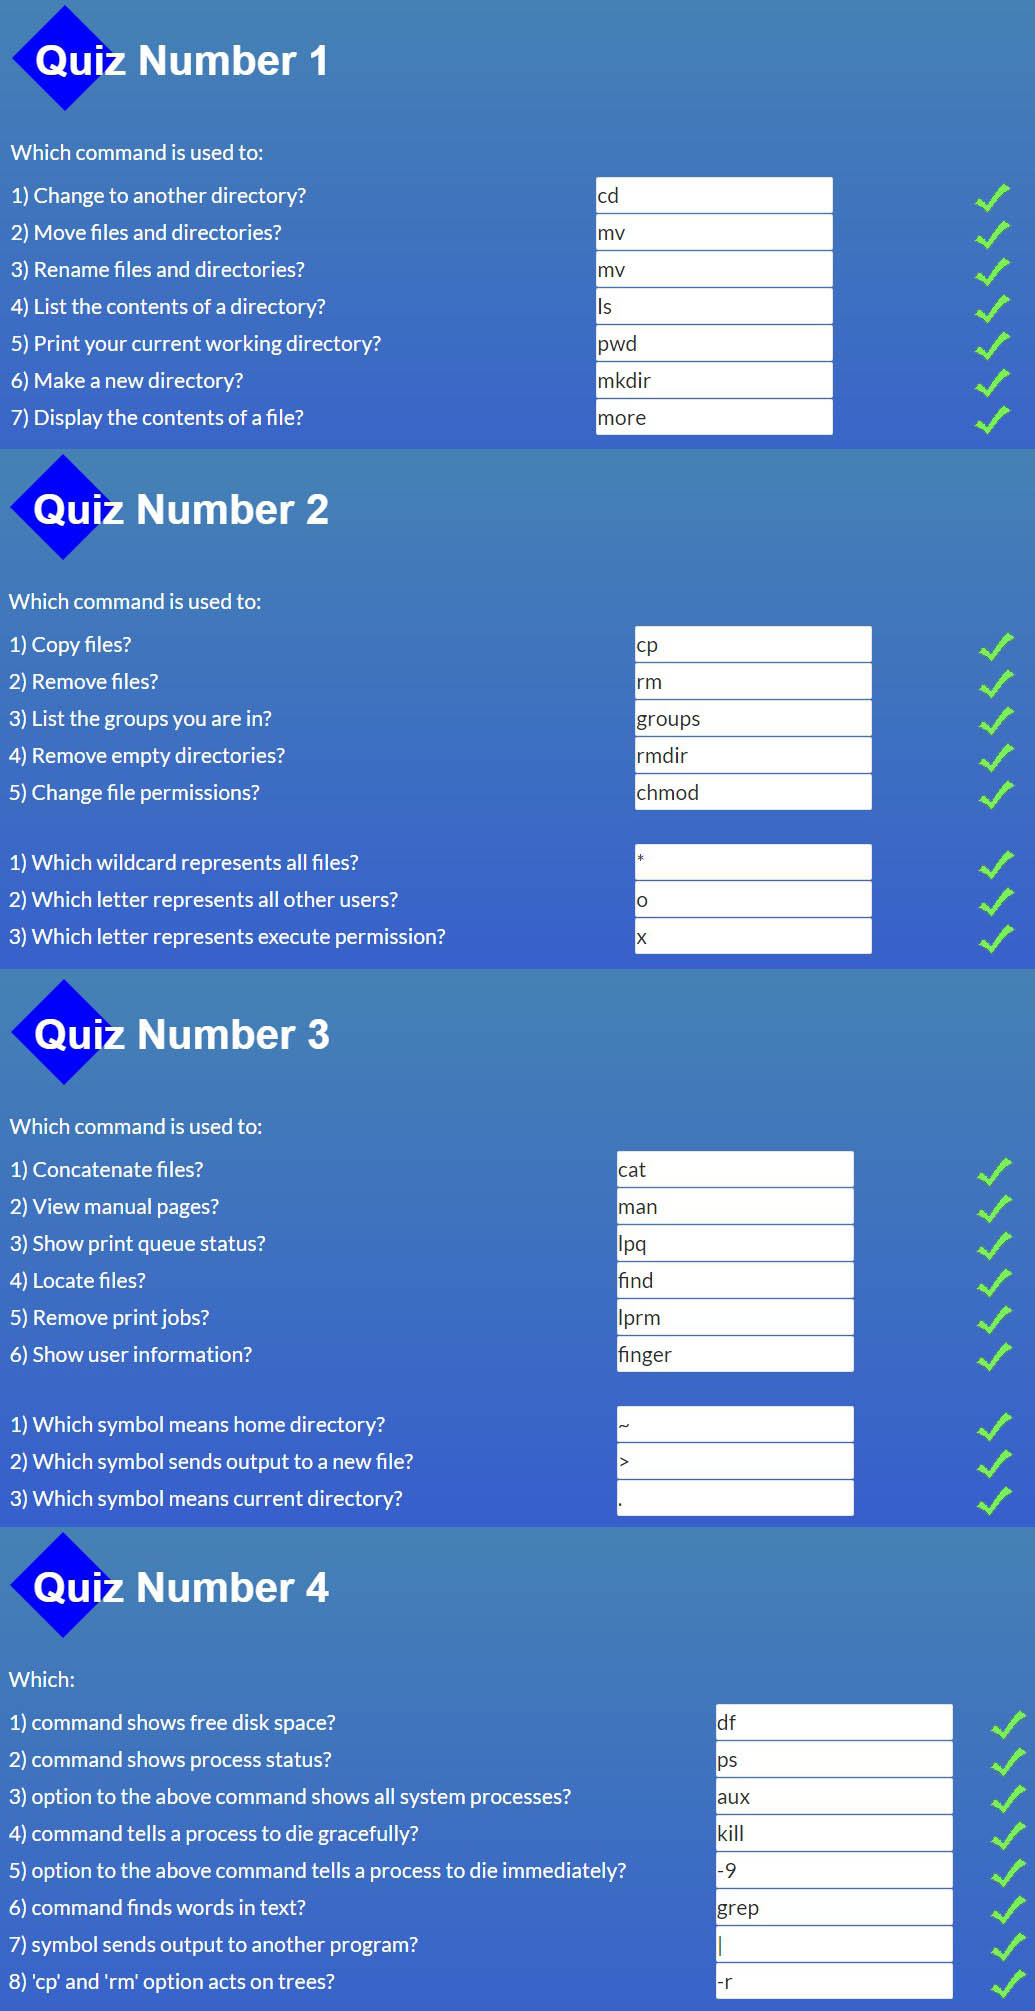 Quiz Number 1
Which command is used to:
1) Change to another directory? cd
2) Move files and directories? mv
3) Rename files and directories? mv
4) List the contents of a directory? ls
5) Print your current working directory? pwd
6) Make a new directory? mkdir
7) Display the contents of a file? more
Quiz Number 2
Which command is used to:
1) Copy files? cp
2) Remove files? rm
3) List the groups you are in? groups
4) Remove empty directories? rmdir
5) Change file permissions? chmod
1) Which wildcard represents all files? *
2) Which letter represents all other users? o
3) Which letter represents execute permission? x
Quiz Number 3
Which command is used to:
1) Concatenate files? cat
2) View manual pages? man
3) Show print queue status? lpq
4) Locate files? find
5) Remove print jobs? lprm
6) Show user information? finger
1) Which symbol means home directory? ~
2) Which symbol sends output to a new file? >
3) Which symbol means current directory? .
Quiz Number 4
Which:
1) command shows free disk space? df
2) command shows process status? ps
3) option to the above command shows all system processes? aux
4) command tells a process to die gracefully? kill
5) option to the above command tells a process to die immediately? -9
6) command finds words in text? grep
7) symbol sends output to another program? |
8) 'cp' and 'rm' option acts on trees? -r